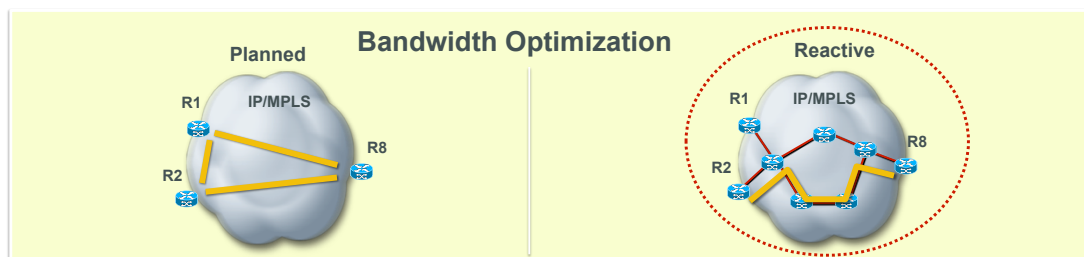 Bandwidth Optimization
Planned
R1
IP/MPLS
R8
R2
Reactive
R1
IP/MPLS
R8
R2